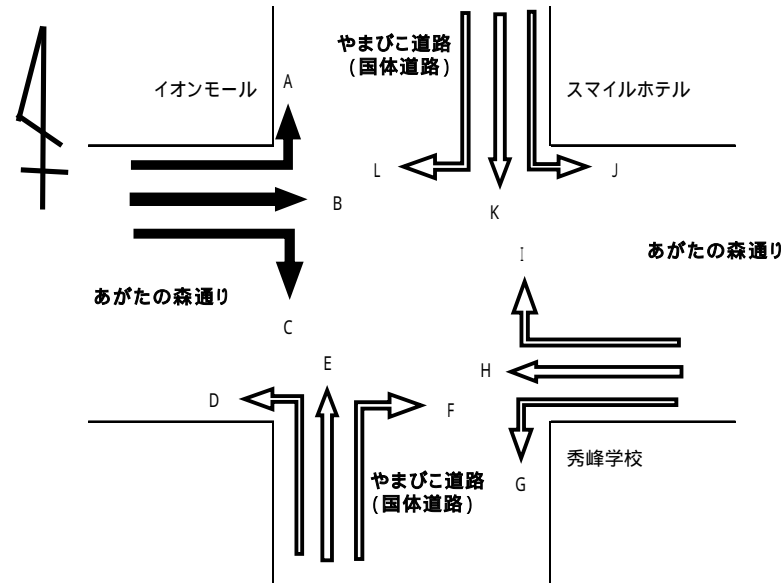 やまびこ道路
(国体道路)
イオンモール
A
スマイルホテル
L
J
B
K
I
あがたの森通り
あがたの森通り
C
E
H
D
F
秀峰学校
やまびこ道路
(国体道路)
G